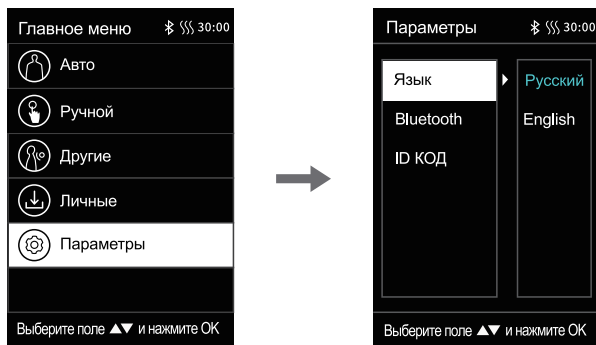 Главное меню 30:00
Авто
Ручной
Другие
Личные
Параметры
Выберите поле ▲▼ и нажмите OK
Параметры 30:00
Язык
Русский
Bluetooth
English
ID КОД
Выберите поле ▲▼ и нажмите OK